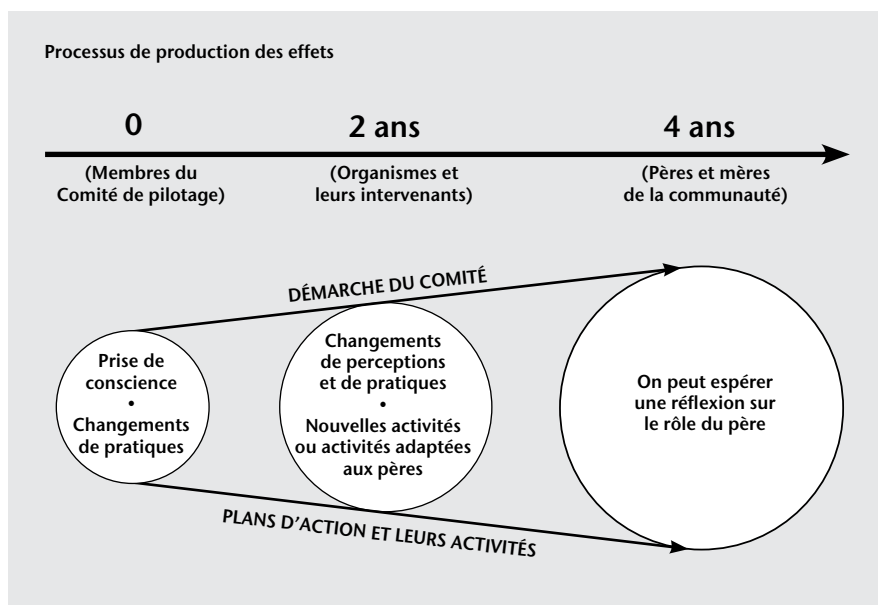 Processus de production des effets
0
2 ans
4 ans
(Membres du
Comité de pilotage)
(Organismes et
leurs intervenants)
(Pères et mères
de la communauté)
DÉMARCHE DU COMITÉ
Prise de
conscience
•
Changements
de pratiques
Changements
de perceptions
et de pratiques
•
Nouvelles activités
ou activités adaptées
aux pères
On peut espérer
une réflexion sur
le rôle du père
PLANS D'ACTION ET LEURS ACTIVITÉS